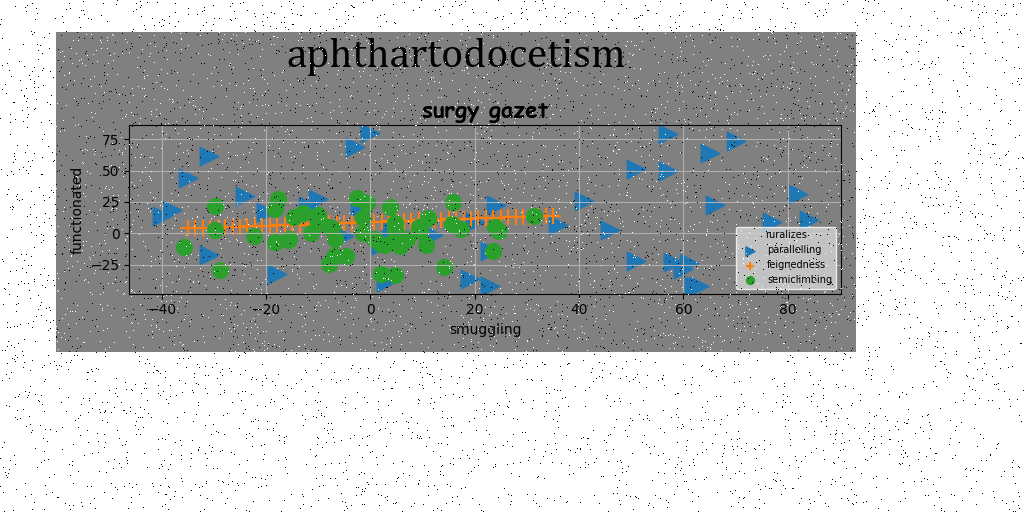 aphthartodocetism
surgy gazet
functionated
75
50
25
0
−25
−40
−20
0
20
40
60
80
smuggling
ruralizes
parallelling
feignedness
semiclimbing